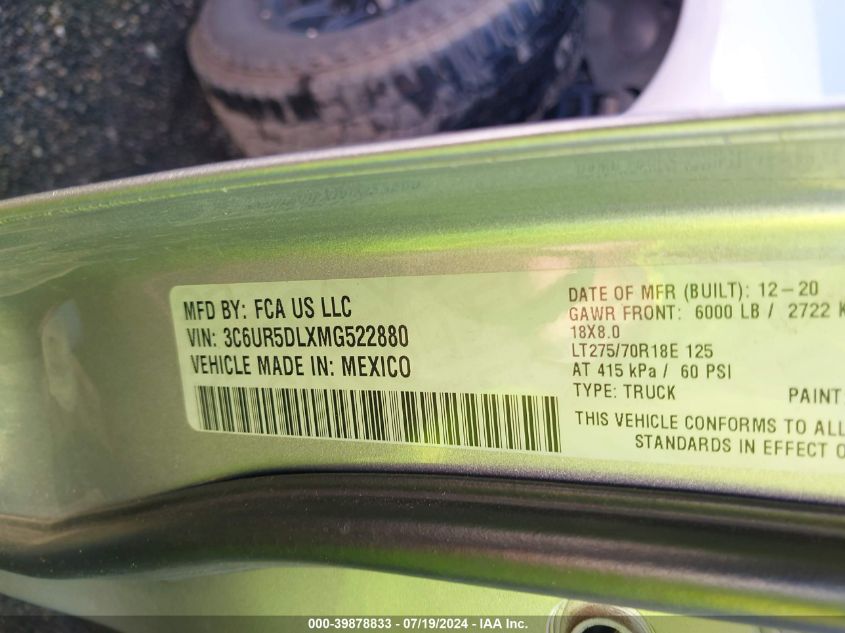 MFD BY: FCA US LLC
VIN: 3C6UR5DLXMG522880
VEHICLE MADE IN: MEXICO
DATE OF MFR (BUILT): 12-20
GAWR FRONT: 6000 LB / 2722 K
18X8.0
LT275/70R18E 125
AT 415 kPa / 60 PSI
TYPE: TRUCK PAINT:
THIS VEHICLE CONFORMS TO ALL
STANDARDS IN EFFECT O
000-39878833 / 07/19/2024 - IAA Inc.